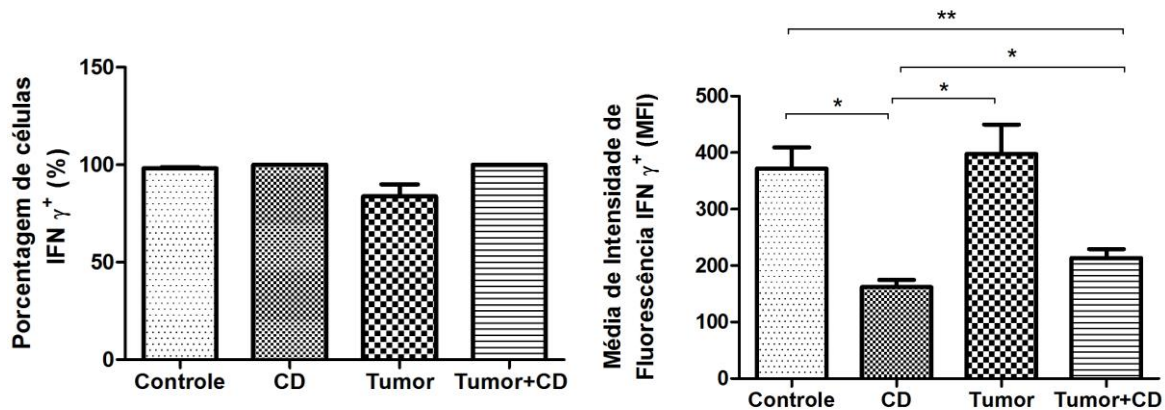 Porcentagem de células
IFN γ⁺ (%)
150
100
50
0
Controle
CD
Tumor
Tumor+CD
Média de Intensidade de
Fluorescência IFN γ⁺ (MFI)
**
*
*
*
500
400
300
200
100
0
Controle
CD
Tumor
Tumor+CD